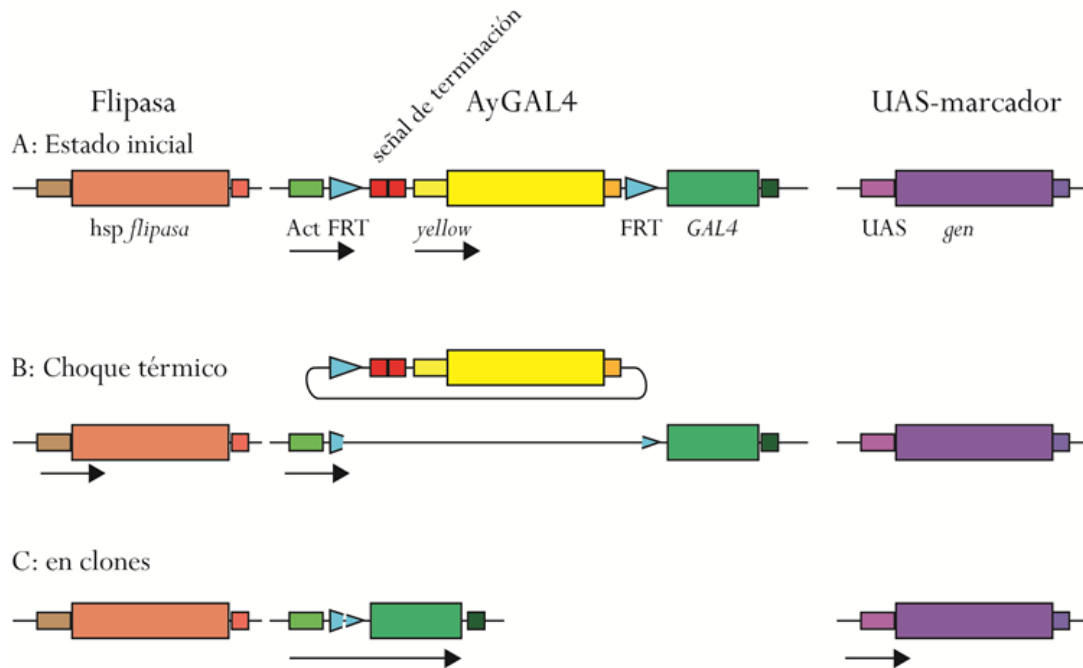 Flipasa
señal de terminación
AyGAL4
UAS-marcador
A: Estado inicial
hsp flipasa
Act FRT
yellow
FRT
GAL4
UAS
gen
B: Choque térmico
C: en clones